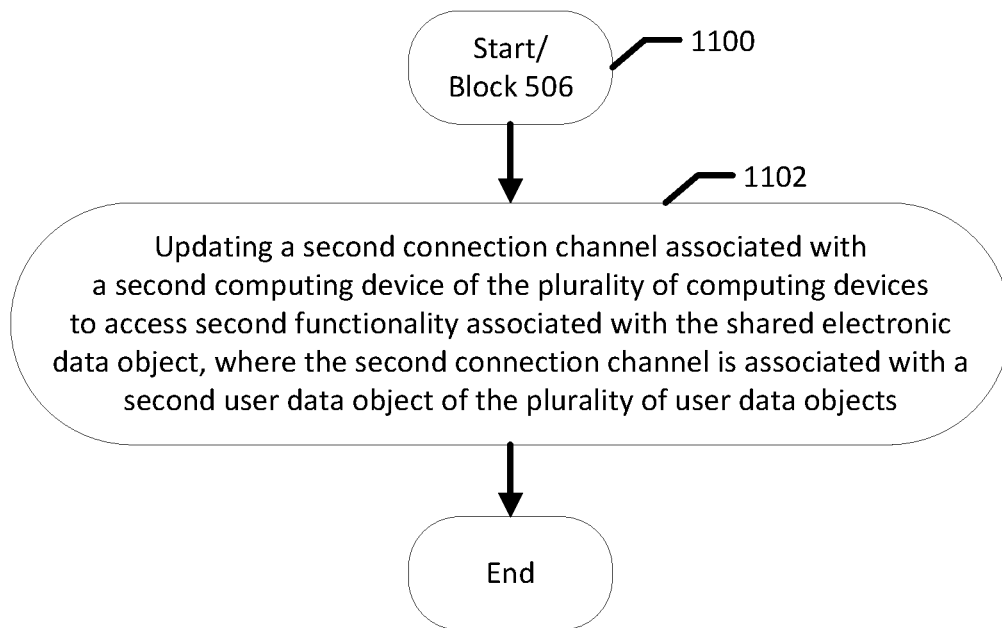 Start/
Block 506
1100
1102
Updating a second connection channel associated with
a second computing device of the plurality of computing devices
to access second functionality associated with the shared electronic
data object, where the second connection channel is associated with a
second user data object of the plurality of user data objects
End